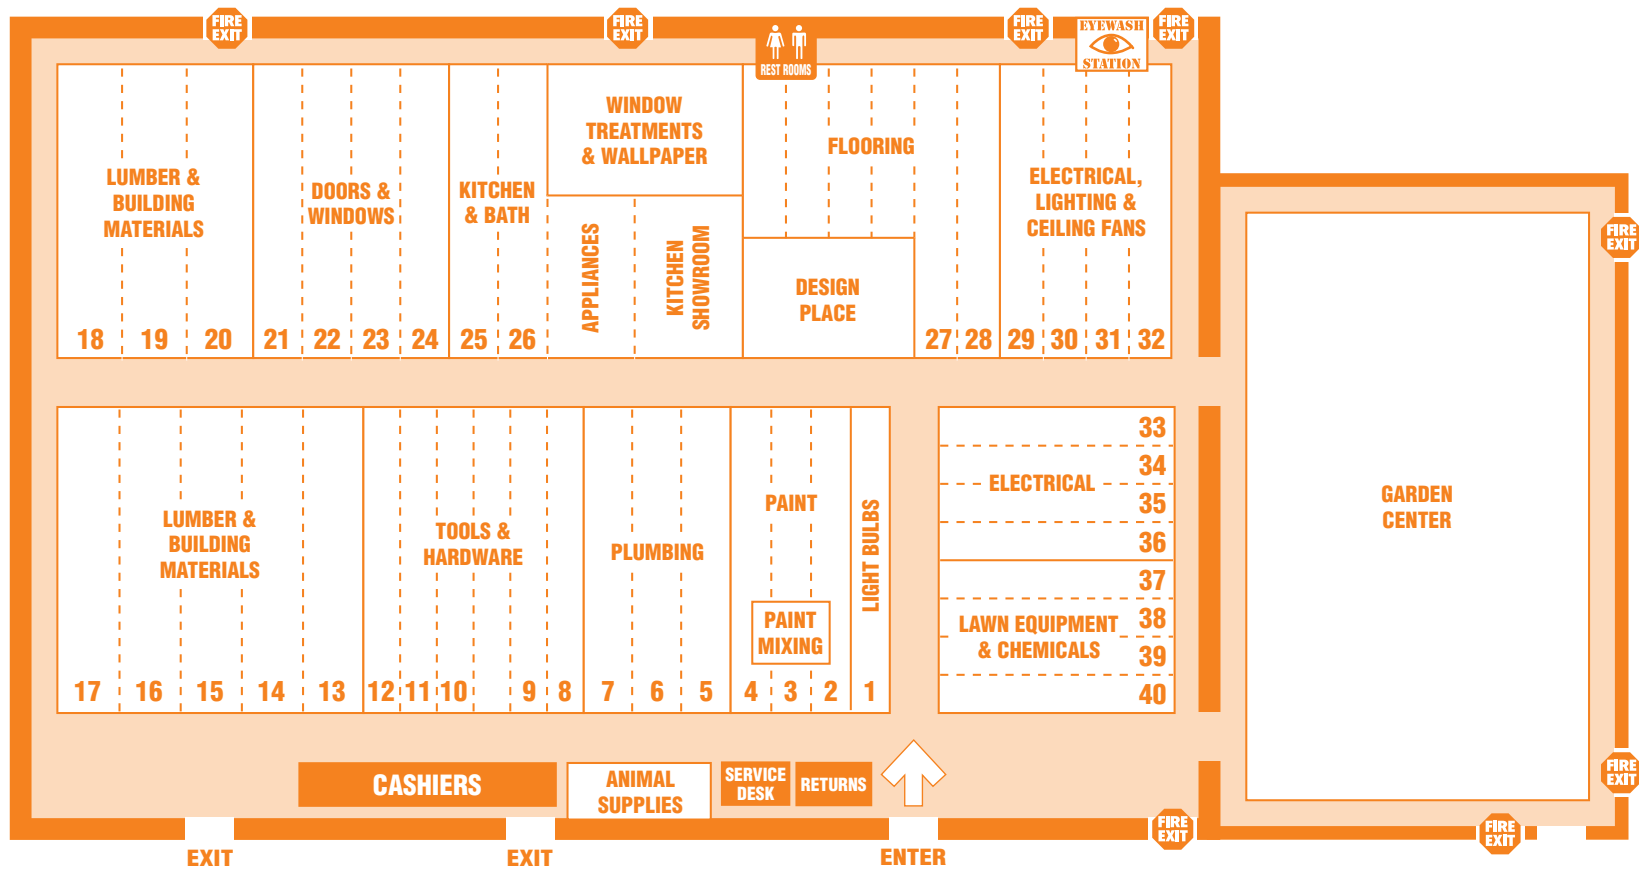 FIRE
EXIT
FIRE
EXIT
REST ROOMS
FIRE
EXIT
EYEWASH
STATION
FIRE
EXIT
LUMBER &
BUILDING
MATERIALS
18
19
20
DOORS &
WINDOWS
21
22
23
24
KITCHEN
& BATH
25
26
WINDOW
TREATMENTS
& WALLPAPER
APPLIANCES
KITCHEN
SHOWROOM
FLOORING
DESIGN
PLACE
27
28
ELECTRICAL,
LIGHTING &
CEILING FANS
29
30
31
32
FIRE
EXIT
LUMBER &
BUILDING
MATERIALS
17
16
15
14
13
TOOLS &
HARDWARE
12
11
10
9
8
PLUMBING
7
6
5
PAINT
PAINT
MIXING
4
3
2
LIGHT BULBS
1
33
34
ELECTRICAL
35
36
37
LAWN EQUIPMENT
& CHEMICALS
38
39
40
GARDEN
CENTER
CASHIERS
ANIMAL
SUPPLIES
SERVICE
DESK
RETURNS
FIRE
EXIT
FIRE
EXIT
FIRE
EXIT
EXIT
EXIT
ENTER